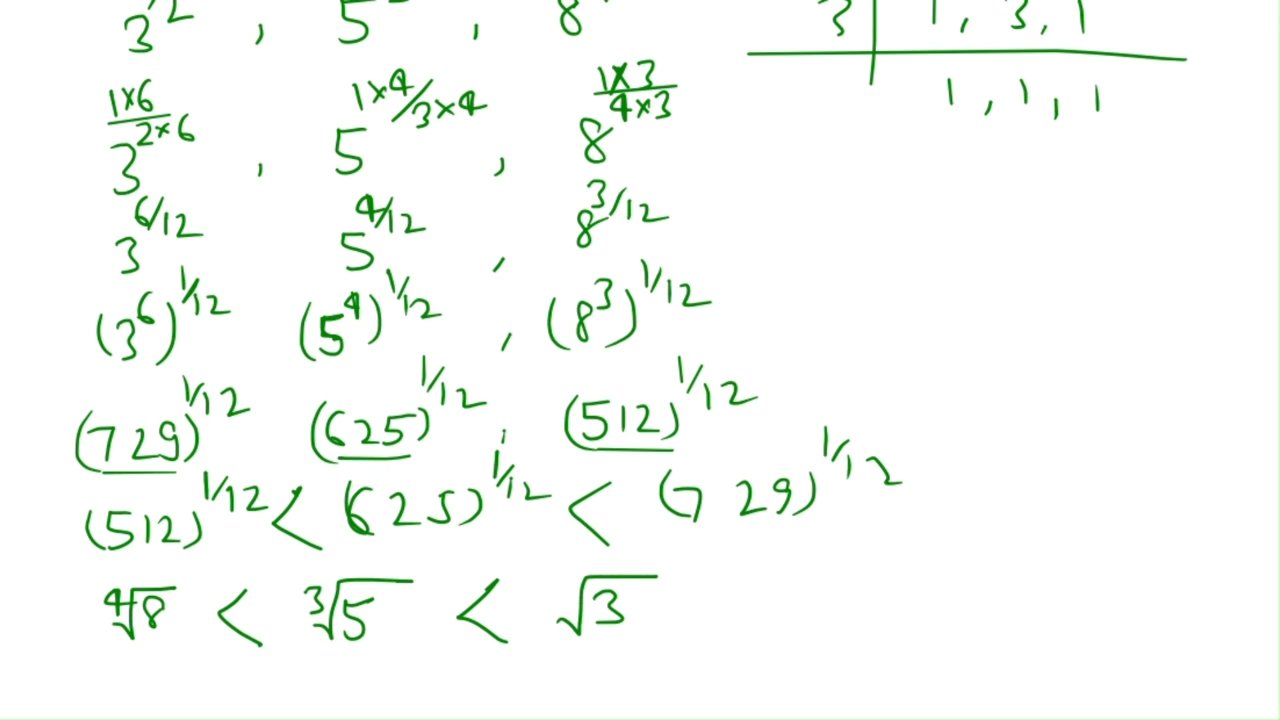 3^2 , 5 , 8
3 | 1, 3, 1
1, 1, 1
3^{\frac{1×6}{2×6}} , 5^{1×4/3×4} , 8^{\frac{1×3}{4×3}}
3^{6/12} 5^{4/12} , 8^{3/12}
(3^6)^{1/12} (5^4)^{1/12} , (8^3)^{1/12}
(729)^{1/12} (625)^{1/12} ; (512)^{1/12}
(512)^{1/12} < (625)^{1/12} < (729)^{1/12}
∜8 < ∛5 < √3